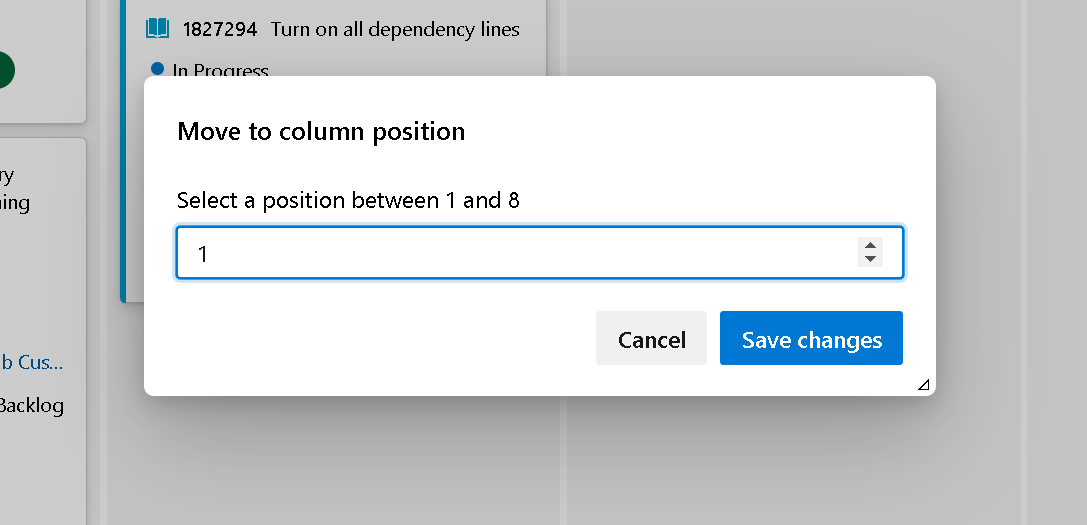 1827294 Turn on all dependency lines
In Progress
Move to column position
Select a position between 1 and 8
1
Cancel
Save changes
b Cus...
Backlog